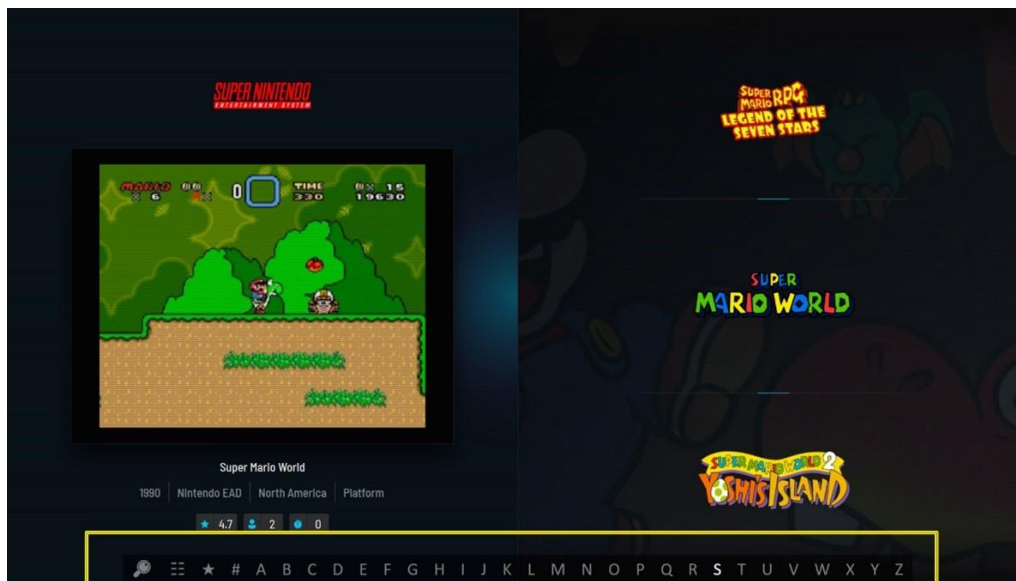 SUPER NINTENDO
ENTERTAINMENT SYSTEM
MARIO
x 6
0
TIME
330
x 15
19630
Super Mario World
1990 Nintendo EAD North America Platform
4.7 2 0
SUPER
MARIO RPG
LEGEND OF THE
SEVEN STARS
SUPER
MARIO WORLD
SUPER MARIO WORLD 2
YOSHI'S ISLAND
# A B C D E F G H I J K L M N O P Q R S T U V W X Y Z